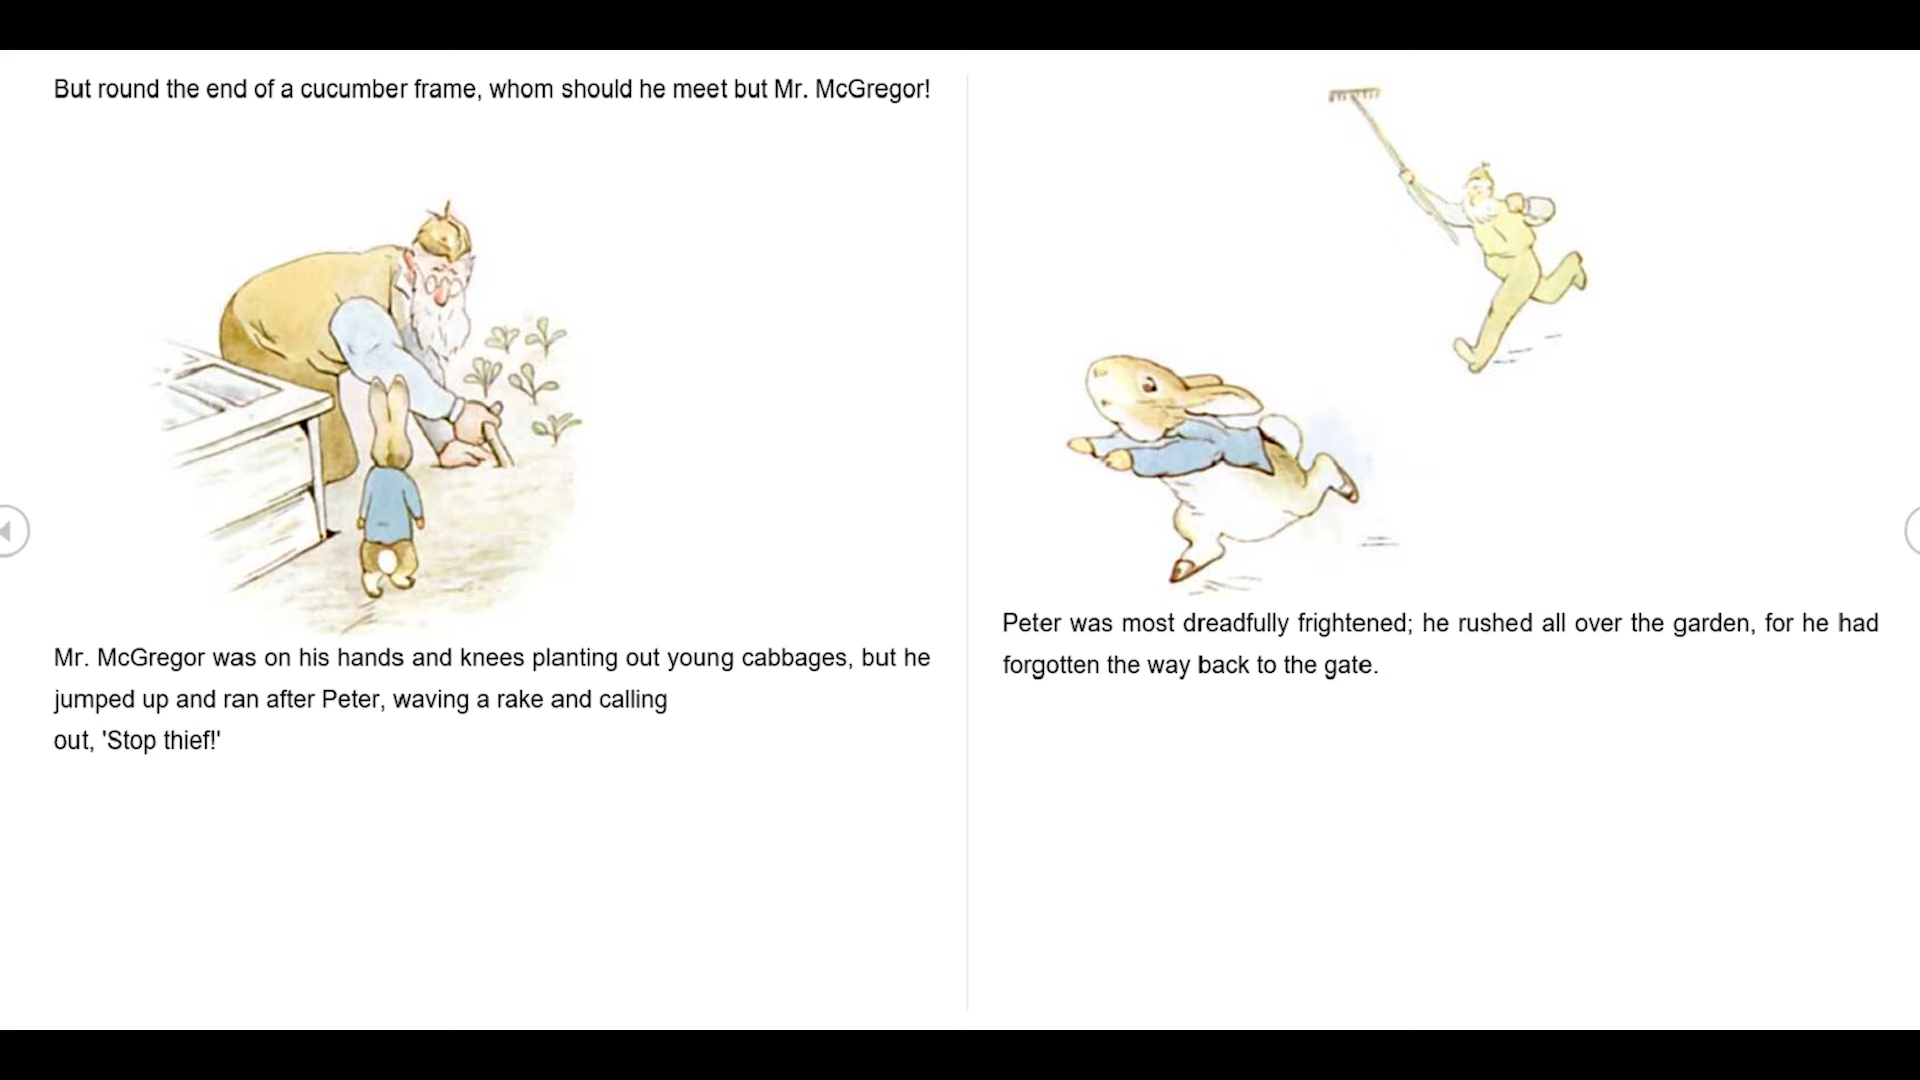 But round the end of a cucumber frame, whom should he meet but Mr. McGregor!
Mr. McGregor was on his hands and knees planting out young cabbages, but he
jumped up and ran after Peter, waving a rake and calling
out, 'Stop thief!'
Peter was most dreadfully frightened; he rushed all over the garden, for he had
forgotten the way back to the gate.